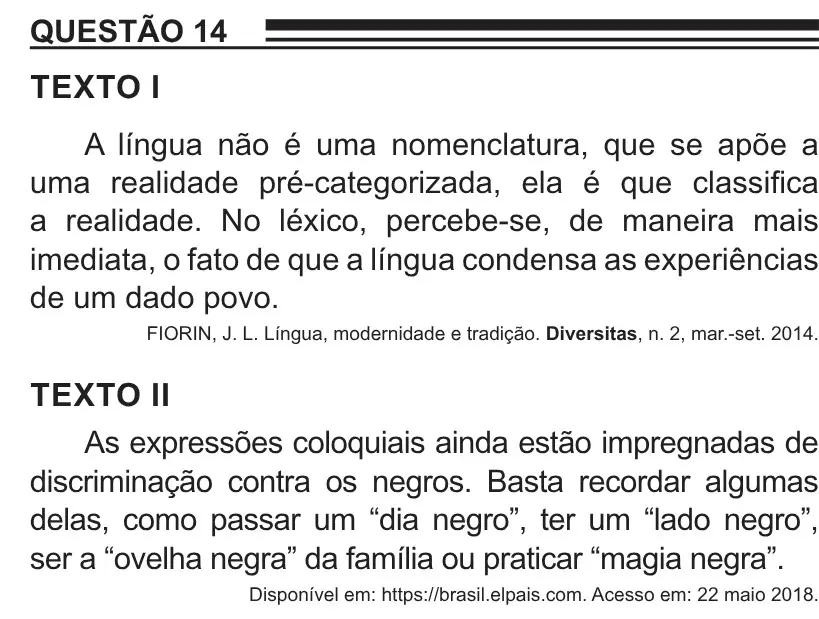 QUESTÃO 14
TEXTO I
A língua não é uma nomenclatura, que se apõe a
uma realidade pré-categorizada, ela é que classifica
a realidade. No léxico, percebe-se, de maneira mais
imediata, o fato de que a língua condensa as experiências
de um dado povo.
FIORIN, J. L. Língua, modernidade e tradição. Diversitas, n. 2, mar.-set. 2014.
TEXTO II
As expressões coloquiais ainda estão impregnadas de
discriminação contra os negros. Basta recordar algumas
delas, como passar um “dia negro”, ter um “lado negro”,
ser a “ovelha negra” da família ou praticar “magia negra”.
Disponível em: https://brasil.elpais.com. Acesso em: 22 maio 2018.